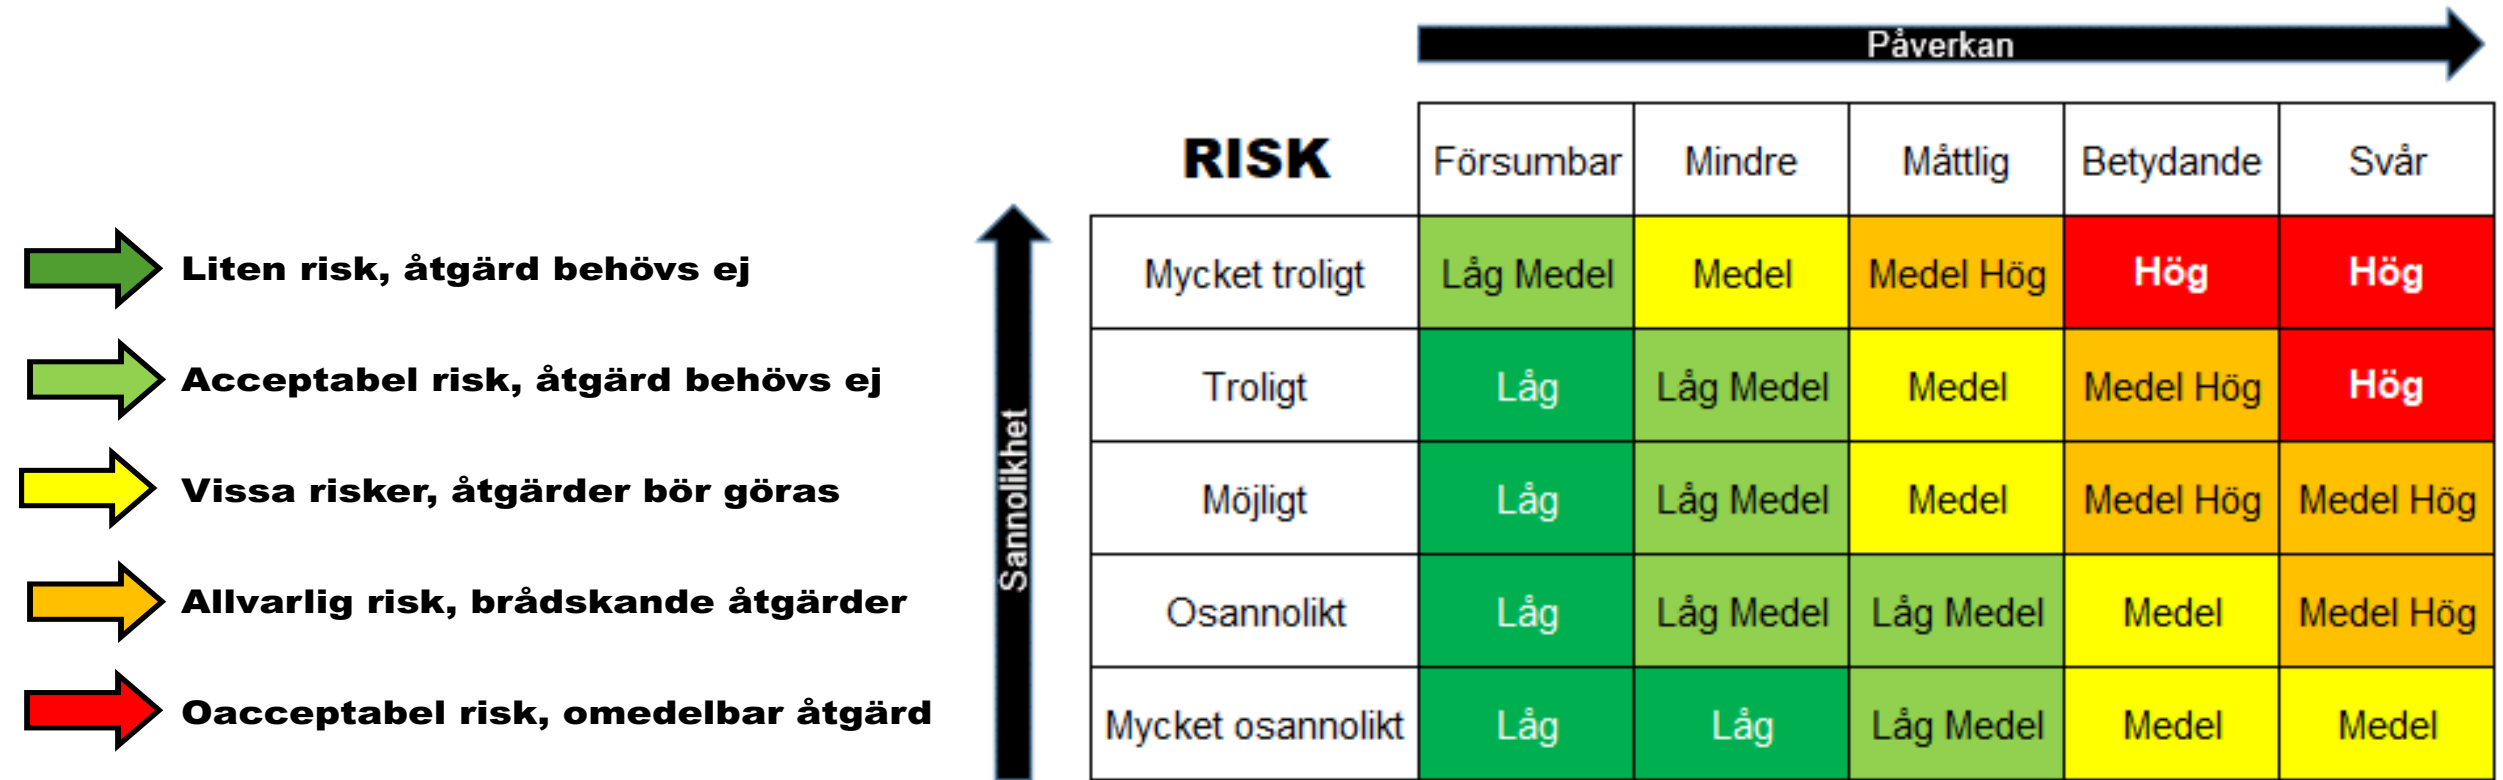 Påverkan
RISK Försumbar Mindre Måttlig Betydande Svår
Liten risk, åtgärd behövs ej
Acceptabel risk, åtgärd behövs ej
Vissa risker, åtgärder bör göras
Allvarlig risk, brådskande åtgärder
Oacceptabel risk, omedelbar åtgärd
Sannolikhet
Mycket troligt Låg Medel Medel Medel Hög Hög Hög
Troligt Låg Låg Medel Medel Medel Hög Hög
Möjligt Låg Låg Medel Medel Medel Hög Medel Hög
Osannolikt Låg Låg Medel Låg Medel Medel Medel Hög
Mycket osannolikt Låg Låg Låg Medel Medel Medel